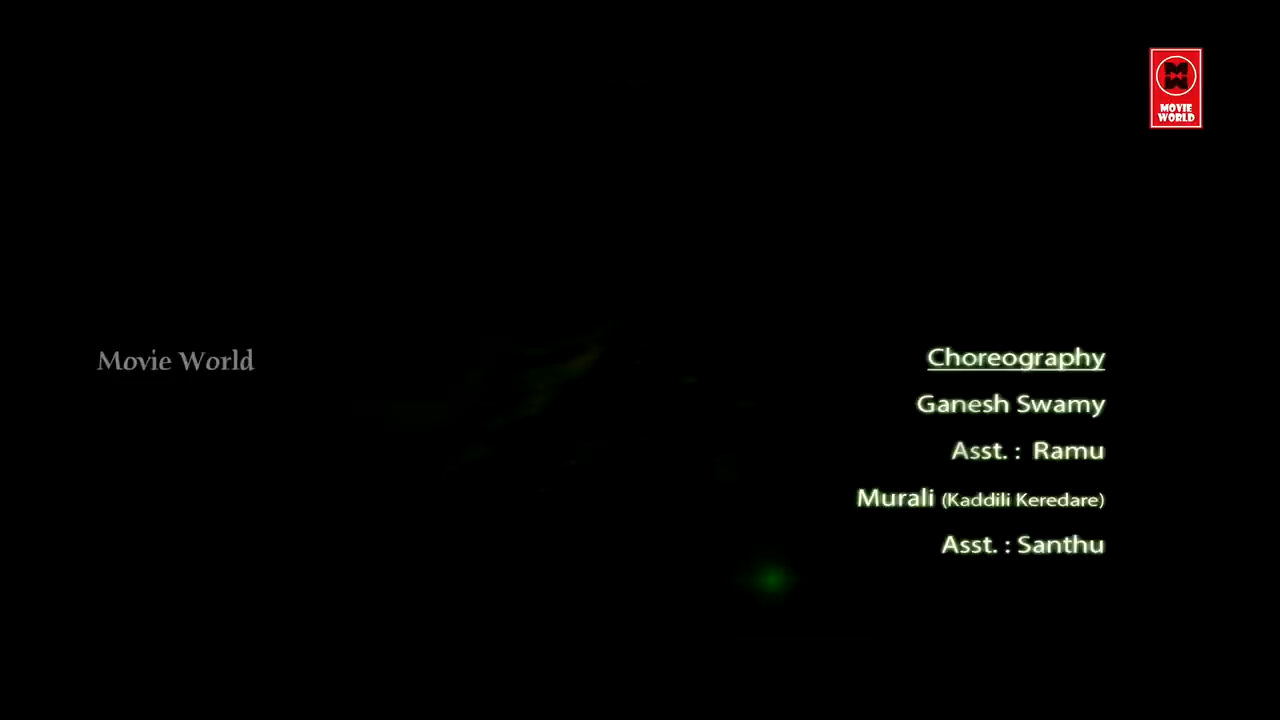 MOVIE
WORLD
Movie World
Choreography
Ganesh Swamy
Asst. : Ramu
Murali (Kaddili Keredare)
Asst. : Santhu